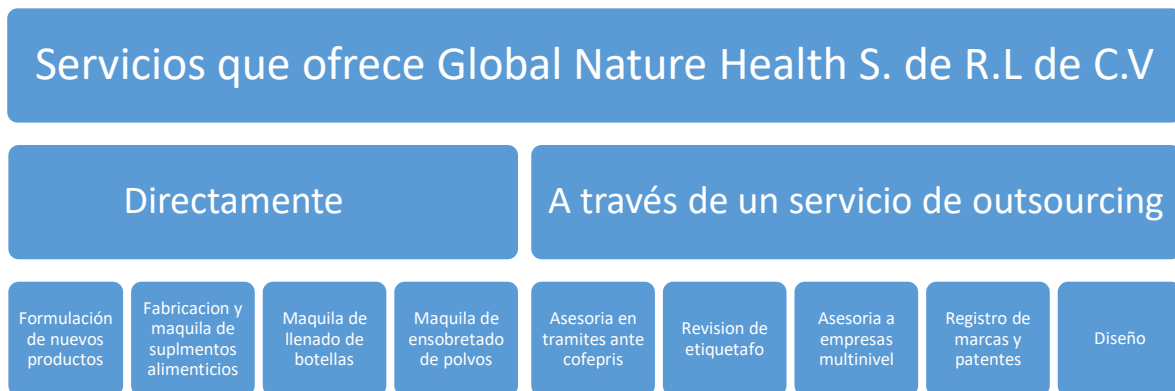 Servicios que ofrece Global Nature Health S. de R.L de C.V
Directamente
A través de un servicio de outsourcing
Formulación
de nuevos
productos
Fabricacion y
maquila de
suplmentos
alimenticios
Maquila de
llenado de
botellas
Maquila de
ensobretado
de polvos
Asesoria en
tramites ante
cofepris
Revision de
etiquetafo
Asesoria a
empresas
multinivel
Registro de
marcas y
patentes
Diseño